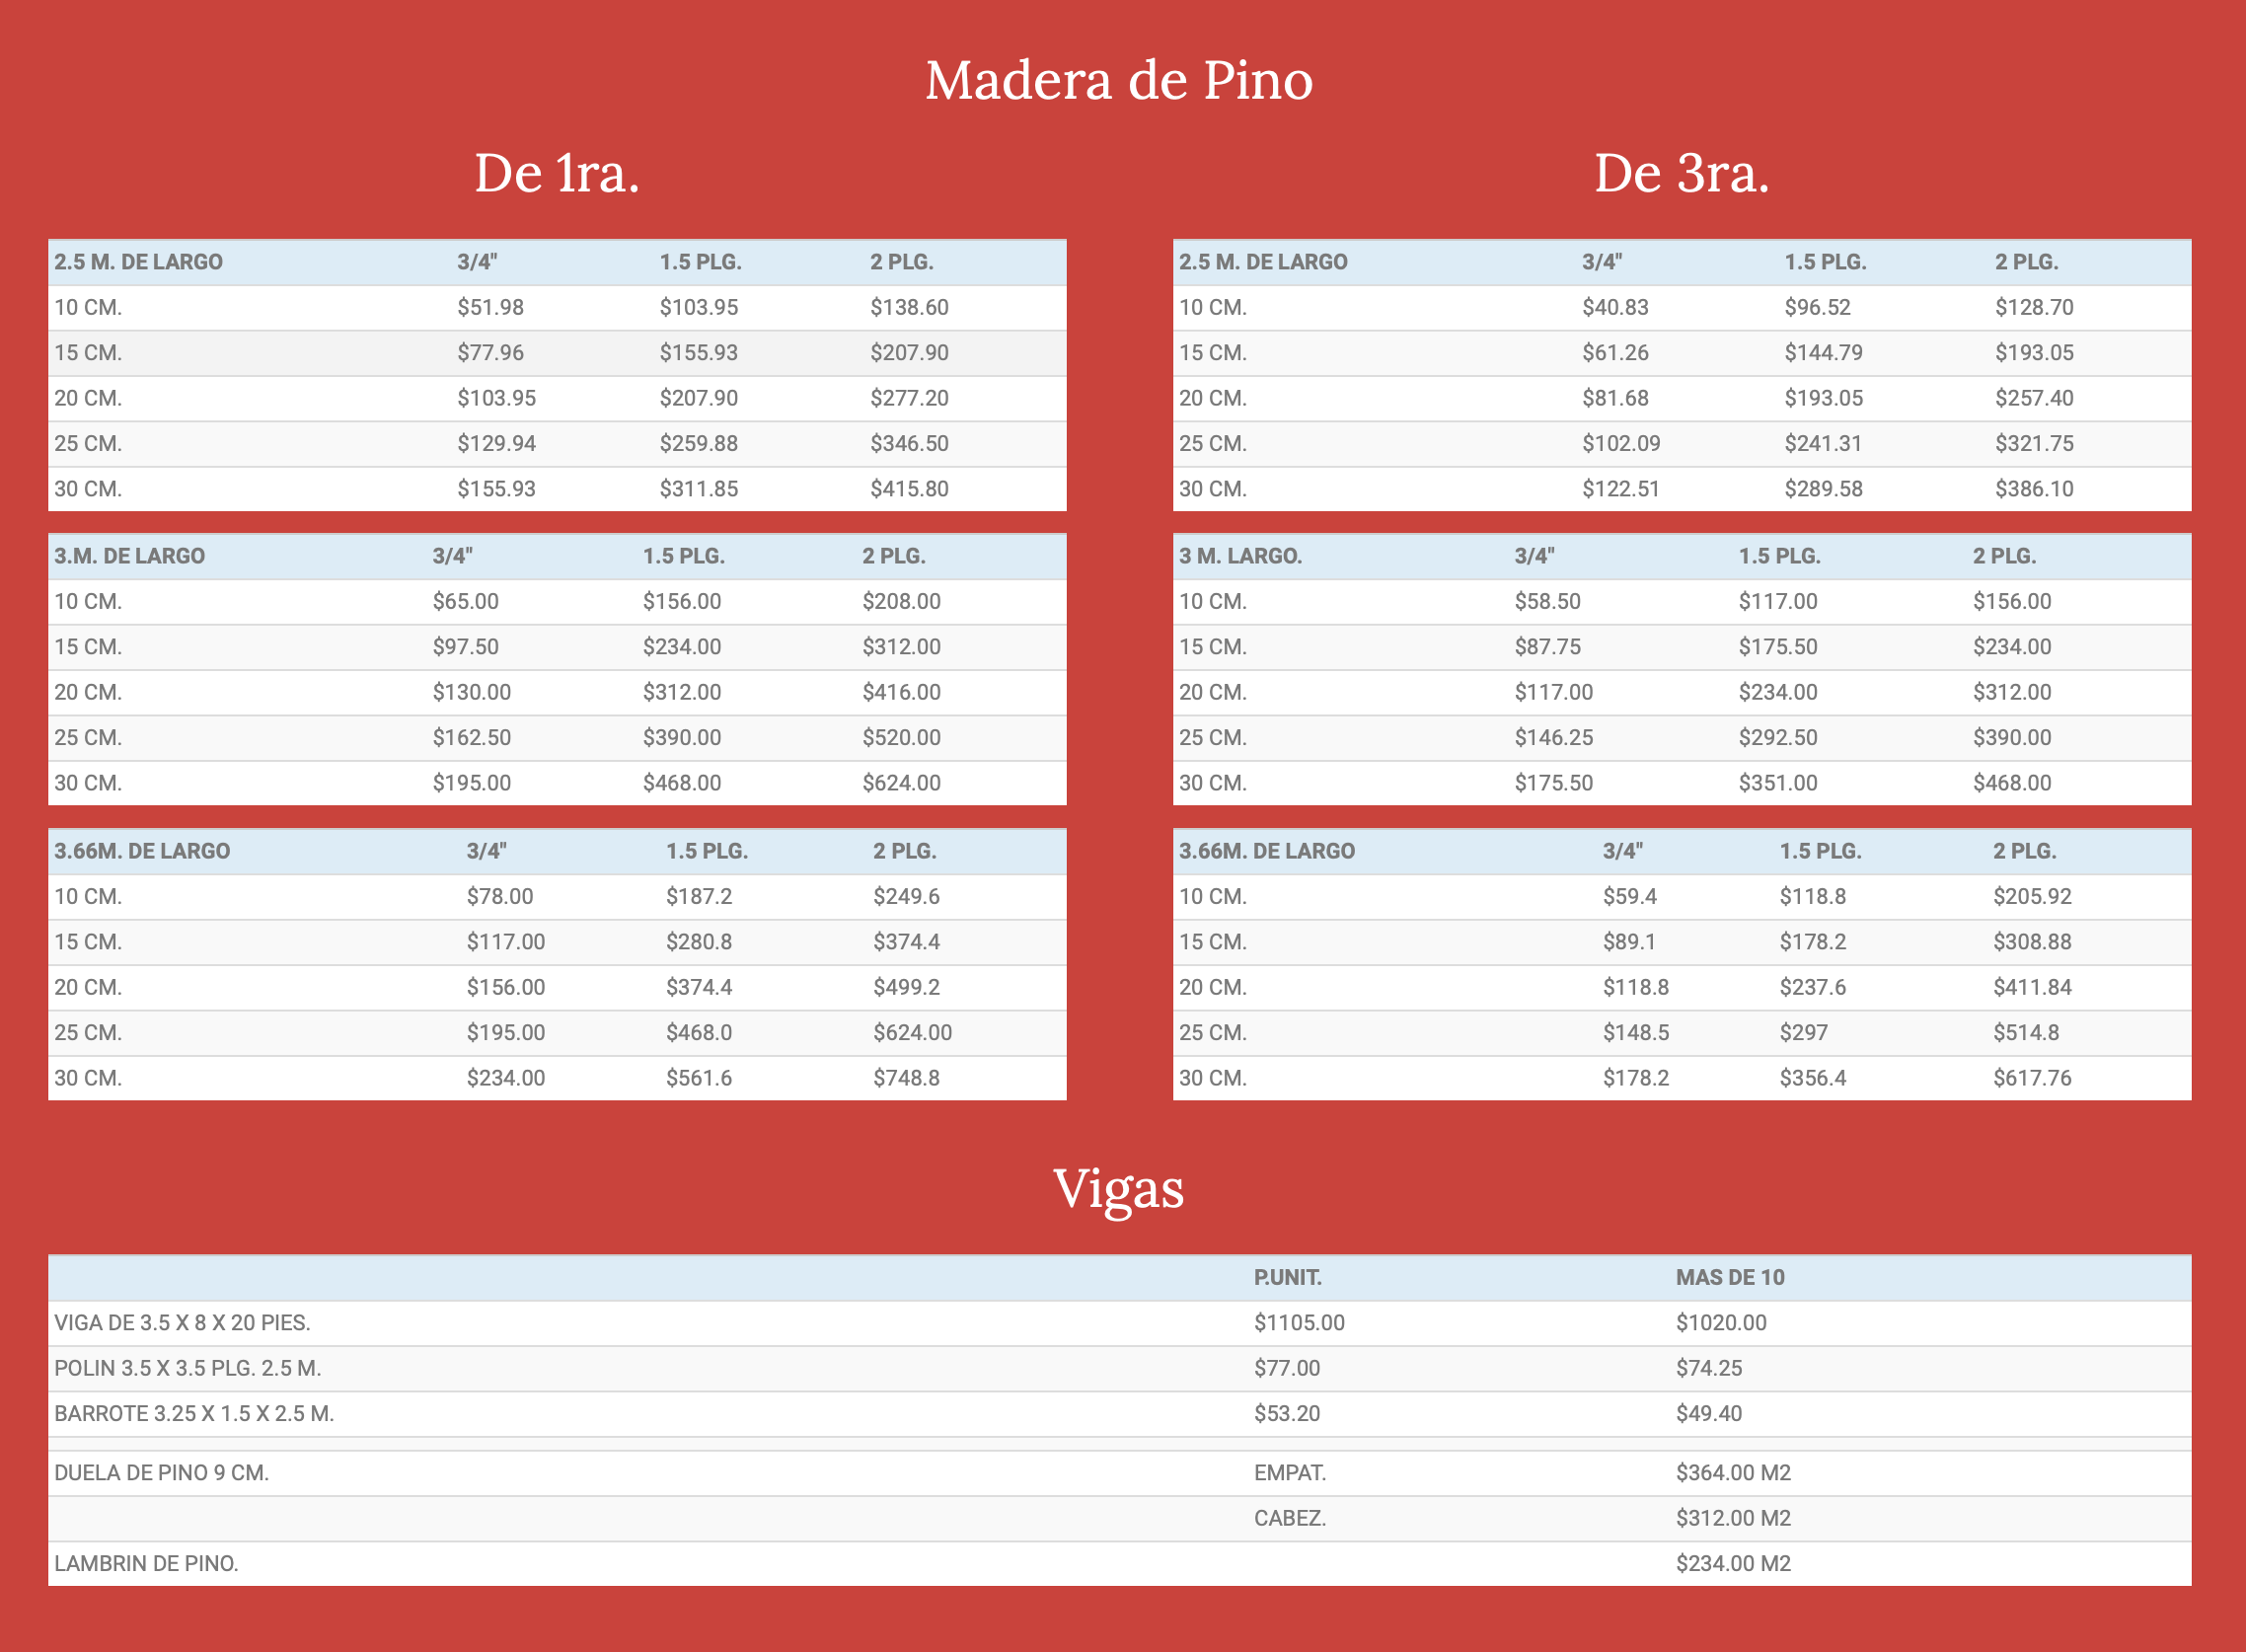 Madera de Pino
De 1ra.
2.5 M. DE LARGO 3/4" 1.5 PLG. 2 PLG.
10 CM. $51.98 $103.95 $138.60
15 CM. $77.96 $155.93 $207.90
20 CM. $103.95 $207.90 $277.20
25 CM. $129.94 $259.88 $346.50
30 CM. $155.93 $311.85 $415.80
3.M. DE LARGO 3/4" 1.5 PLG. 2 PLG.
10 CM. $65.00 $156.00 $208.00
15 CM. $97.50 $234.00 $312.00
20 CM. $130.00 $312.00 $416.00
25 CM. $162.50 $390.00 $520.00
30 CM. $195.00 $468.00 $624.00
3.66M. DE LARGO 3/4" 1.5 PLG. 2 PLG.
10 CM. $78.00 $187.2 $249.6
15 CM. $117.00 $280.8 $374.4
20 CM. $156.00 $374.4 $499.2
25 CM. $195.00 $468.0 $624.00
30 CM. $234.00 $561.6 $748.8
De 3ra.
2.5 M. DE LARGO 3/4" 1.5 PLG. 2 PLG.
10 CM. $40.83 $96.52 $128.70
15 CM. $61.26 $144.79 $193.05
20 CM. $81.68 $193.05 $257.40
25 CM. $102.09 $241.31 $321.75
30 CM. $122.51 $289.58 $386.10
3 M. LARGO. 3/4" 1.5 PLG. 2 PLG.
10 CM. $58.50 $117.00 $156.00
15 CM. $87.75 $175.50 $234.00
20 CM. $117.00 $234.00 $312.00
25 CM. $146.25 $292.50 $390.00
30 CM. $175.50 $351.00 $468.00
3.66M. DE LARGO 3/4" 1.5 PLG. 2 PLG.
10 CM. $59.4 $118.8 $205.92
15 CM. $89.1 $178.2 $308.88
20 CM. $118.8 $237.6 $411.84
25 CM. $148.5 $297 $514.8
30 CM. $178.2 $356.4 $617.76
Vigas
P.UNIT. MAS DE 10
VIGA DE 3.5 X 8 X 20 PIES. $1105.00 $1020.00
POLIN 3.5 X 3.5 PLG. 2.5 M. $77.00 $74.25
BARROTE 3.25 X 1.5 X 2.5 M. $53.20 $49.40
DUELA DE PINO 9 CM. EMPAT. $364.00 M2
CABEZ. $312.00 M2
LAMBRIN DE PINO. $234.00 M2